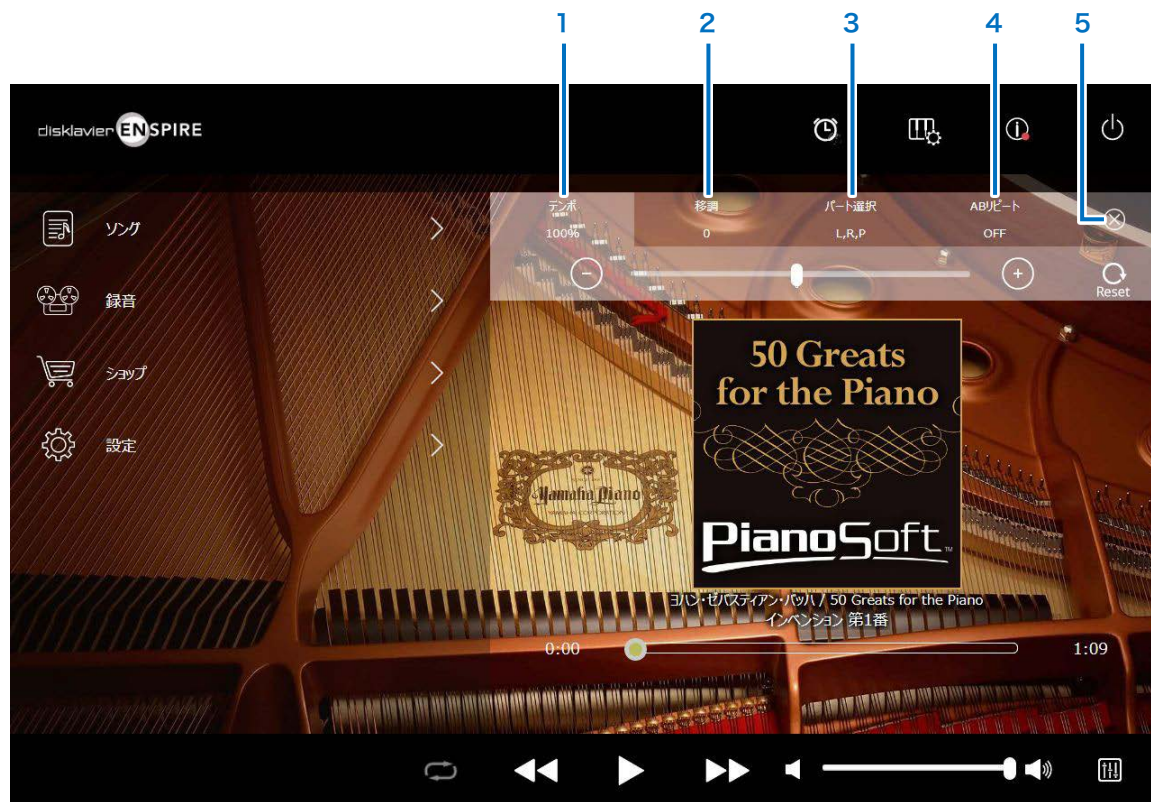 1 2 3 4 5
disklavier ENSPIRE
テンポ 移調 パート選択 ABリピート
100% 0 L,R,P OFF
Reset
ソング
録音
ショップ
設定
50 Greats
for the Piano
Yamaha Piano
PianoSoft™
ヨハン・ゼバスティアン・バッハ / 50 Greats for the Piano
インベンション 第1番
0:00 1:09